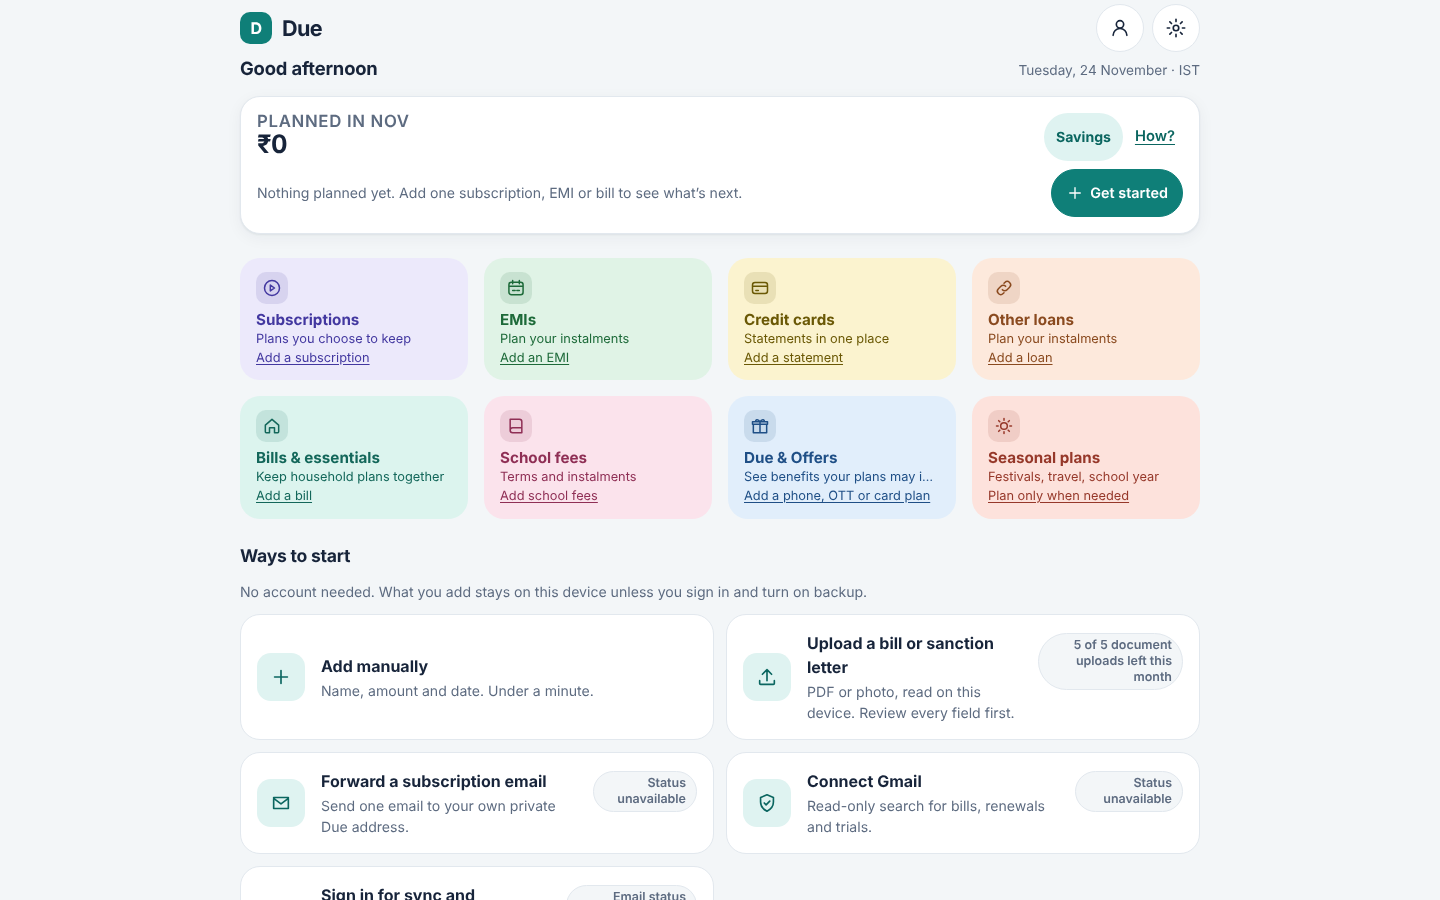 D Due
Good afternoon
Tuesday, 24 November · IST
PLANNED IN NOV
₹0
Savings
How?
Nothing planned yet. Add one subscription, EMI or bill to see what’s next.
Get started
Subscriptions
Plans you choose to keep
Add a subscription
EMIs
Plan your instalments
Add an EMI
Credit cards
Statements in one place
Add a statement
Other loans
Plan your instalments
Add a loan
Bills & essentials
Keep household plans together
Add a bill
School fees
Terms and instalments
Add school fees
Due & Offers
See benefits your plans may i...
Add a phone, OTT or card plan
Seasonal plans
Festivals, travel, school year
Plan only when needed
Ways to start
No account needed. What you add stays on this device unless you sign in and turn on backup.
Add manually
Name, amount and date. Under a minute.
Upload a bill or sanction
letter
PDF or photo, read on this
device. Review every field first.
5 of 5 document
uploads left this
month
Forward a subscription email
Send one email to your own private
Due address.
Status
unavailable
Connect Gmail
Read-only search for bills, renewals
and trials.
Status
unavailable
Sign in for sync and
Email status